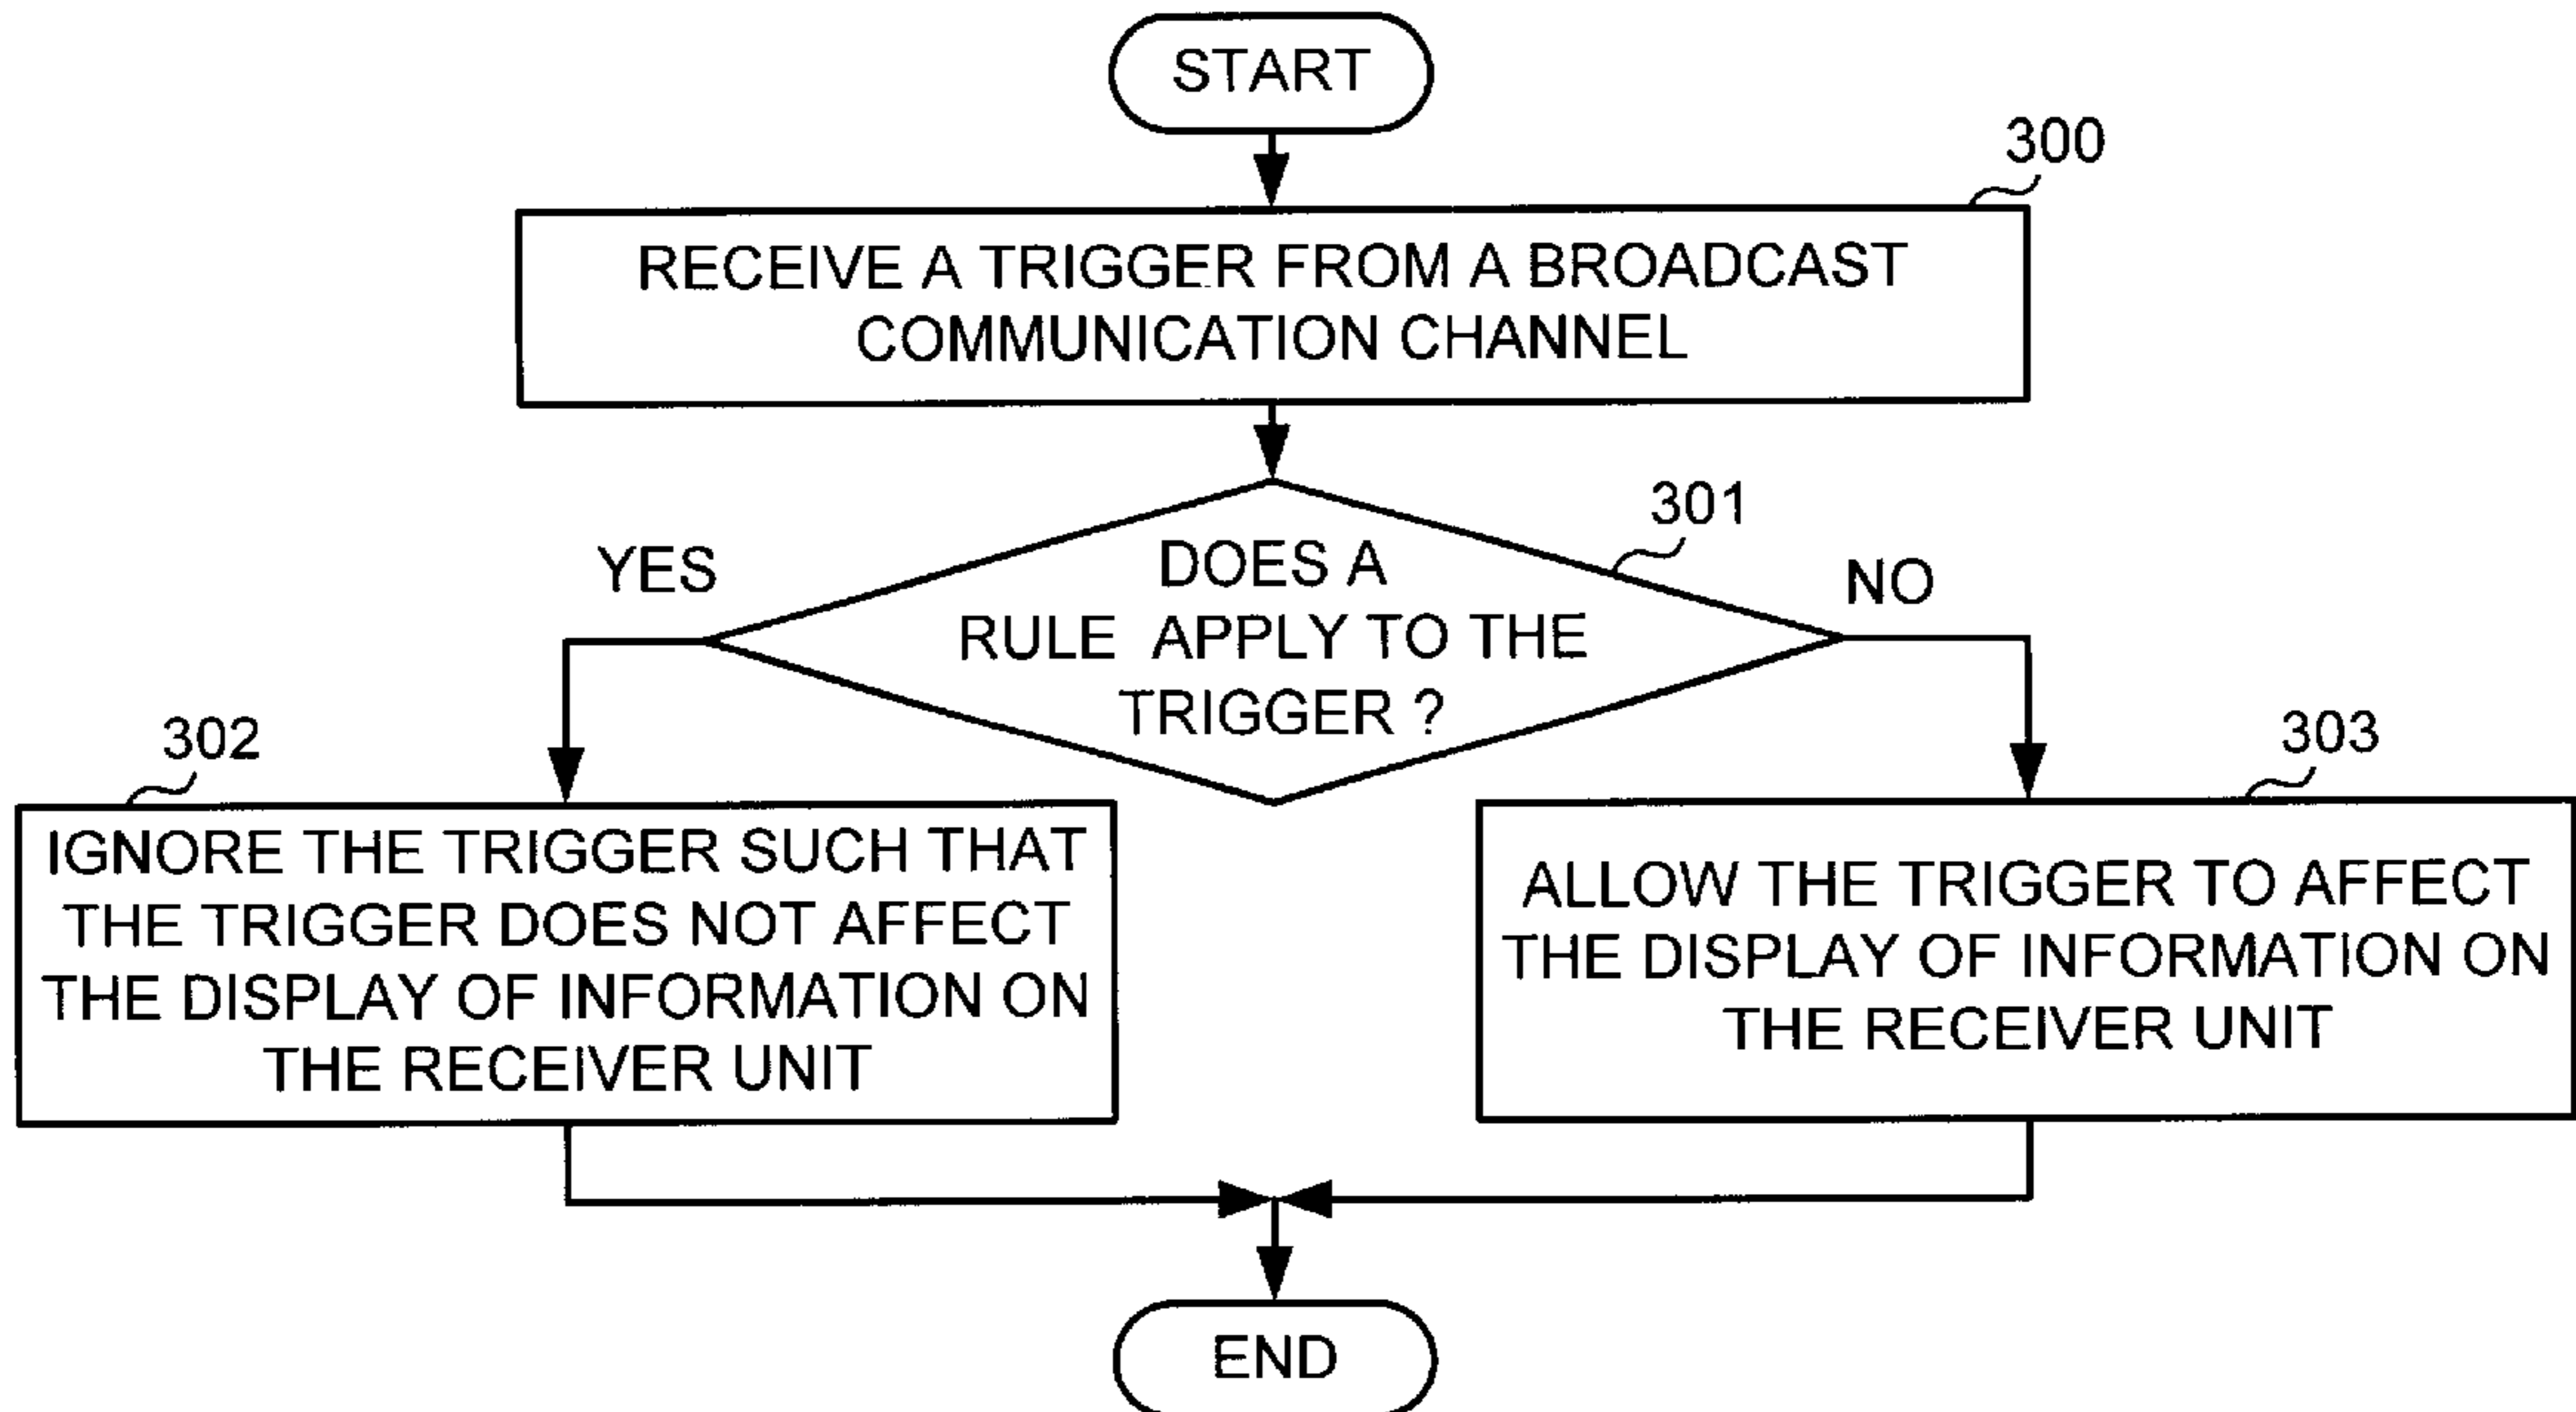 START
300
RECEIVE A TRIGGER FROM A BROADCAST
COMMUNICATION CHANNEL
301
DOES A
RULE APPLY TO THE
TRIGGER ?
YES
NO
302
IGNORE THE TRIGGER SUCH THAT
THE TRIGGER DOES NOT AFFECT
THE DISPLAY OF INFORMATION ON
THE RECEIVER UNIT
303
ALLOW THE TRIGGER TO AFFECT
THE DISPLAY OF INFORMATION ON
THE RECEIVER UNIT
END